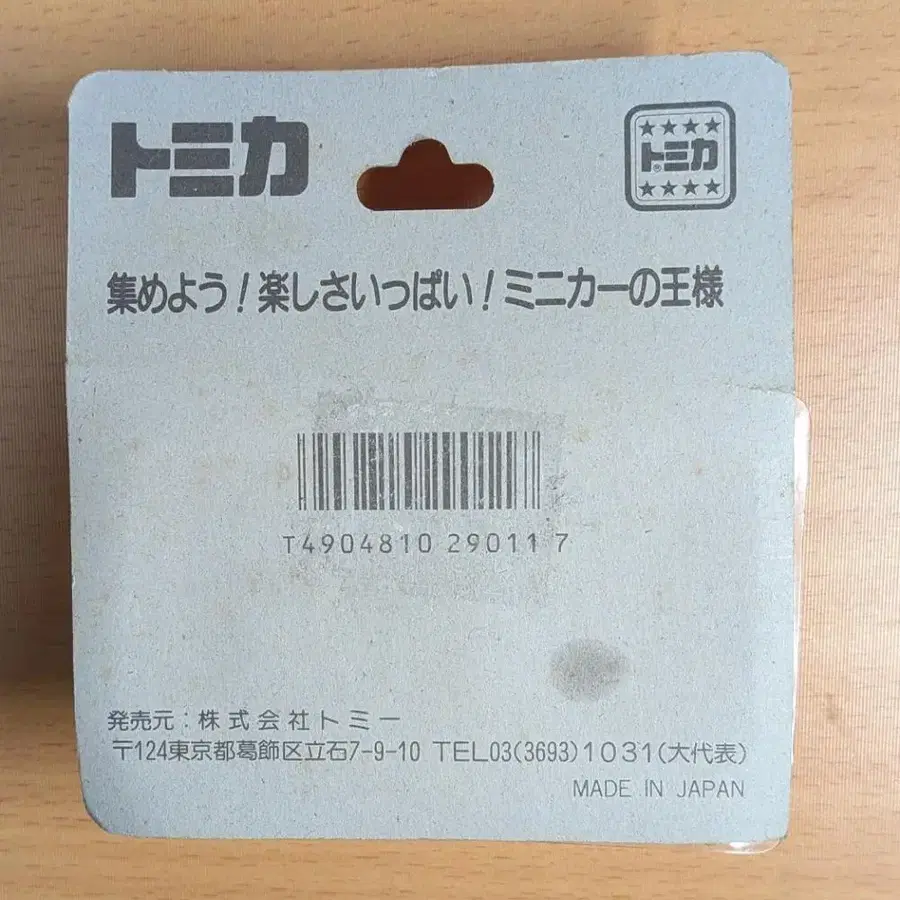 トミカ
★★★★
トミカ®
★★★★
集めよう!楽しさいっぱい!ミニカーの王様
T4904810 29011 7
発売元:株式会社トミー
〒124東京都葛飾区立石7-9-10 TEL03(3693)1031(大代表)
MADE IN JAPAN